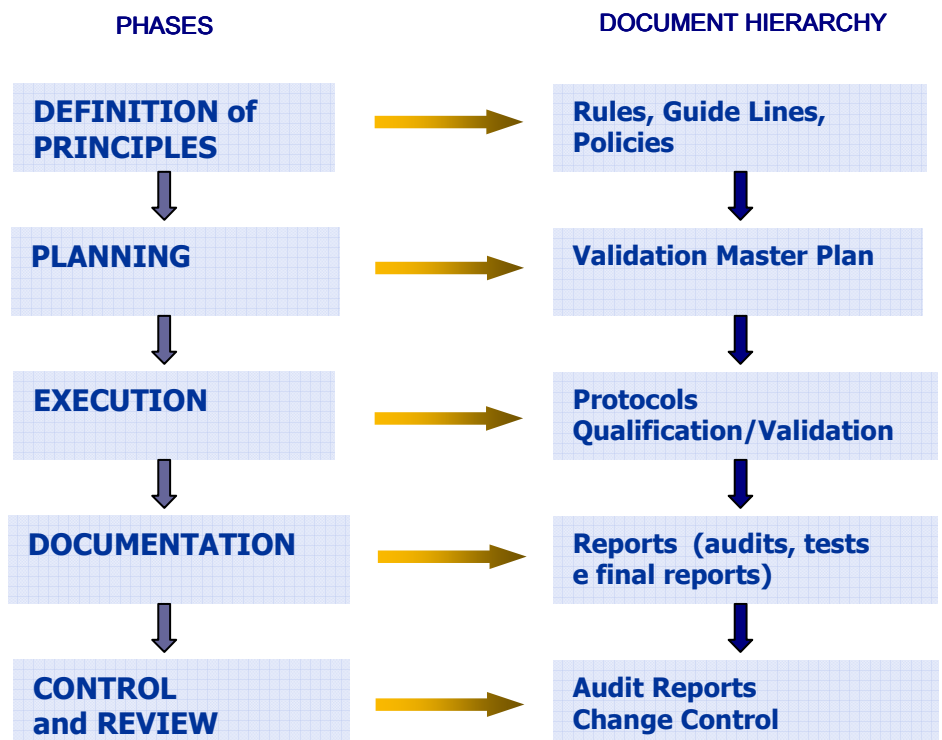 PHASES
DOCUMENT HIERARCHY
DEFINITION of
PRINCIPLES
Rules, Guide Lines,
Policies
PLANNING
Validation Master Plan
EXECUTION
Protocols
Qualification/Validation
DOCUMENTATION
Reports (audits, tests
e final reports)
CONTROL
and REVIEW
Audit Reports
Change Control